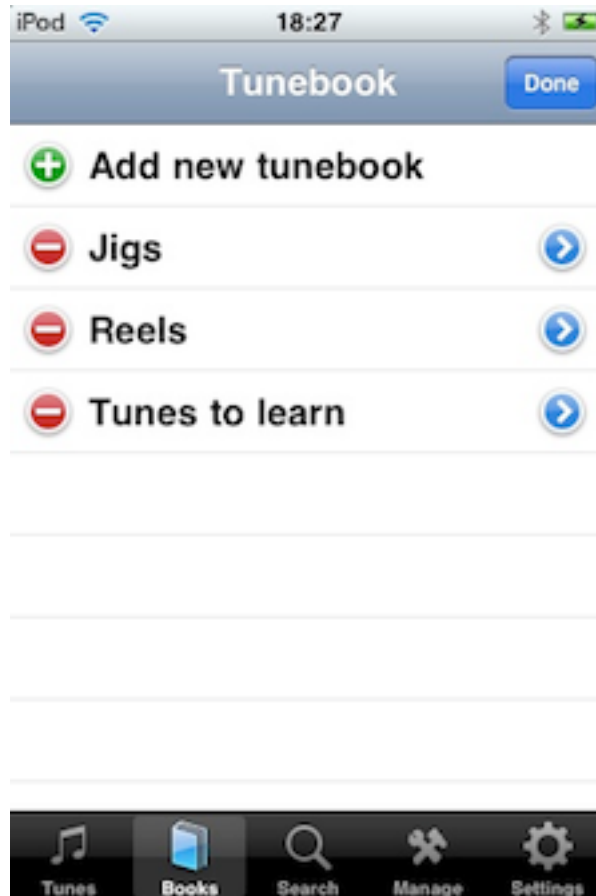 iPod 18:27
Tunebook Done
Add new tunebook
Jigs
Reels
Tunes to learn
Tunes Books Search Manage Settings